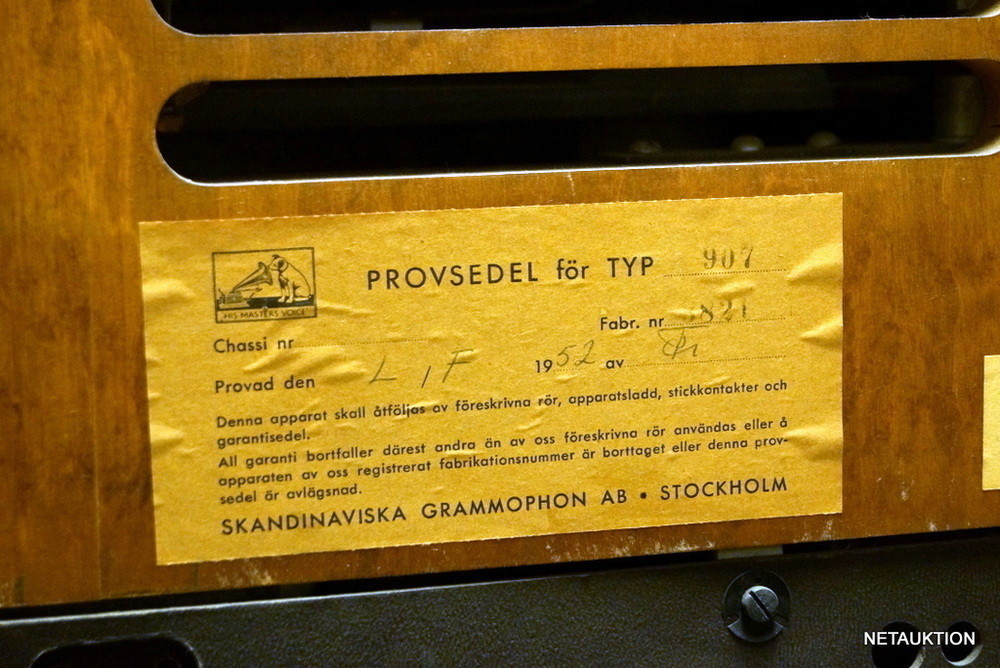 HIS MASTERS VOICE
PROVSEDEL för TYP 907
Fabr. nr 821
Chassi nr
Provad den L , F 1952 av
Denna apparat skall åtföljas av föreskrivna rör, apparatsladd, stickkontakter och
garantisedel.
All garanti bortfaller därest andra än av oss föreskrivna rör användas eller å
apparaten av oss registrerat fabrikationsnummer är borttaget eller denna prov-
sedel är avlägsnad.
SKANDINAVISKA GRAMMOPHON AB • STOCKHOLM
NETAUKTION